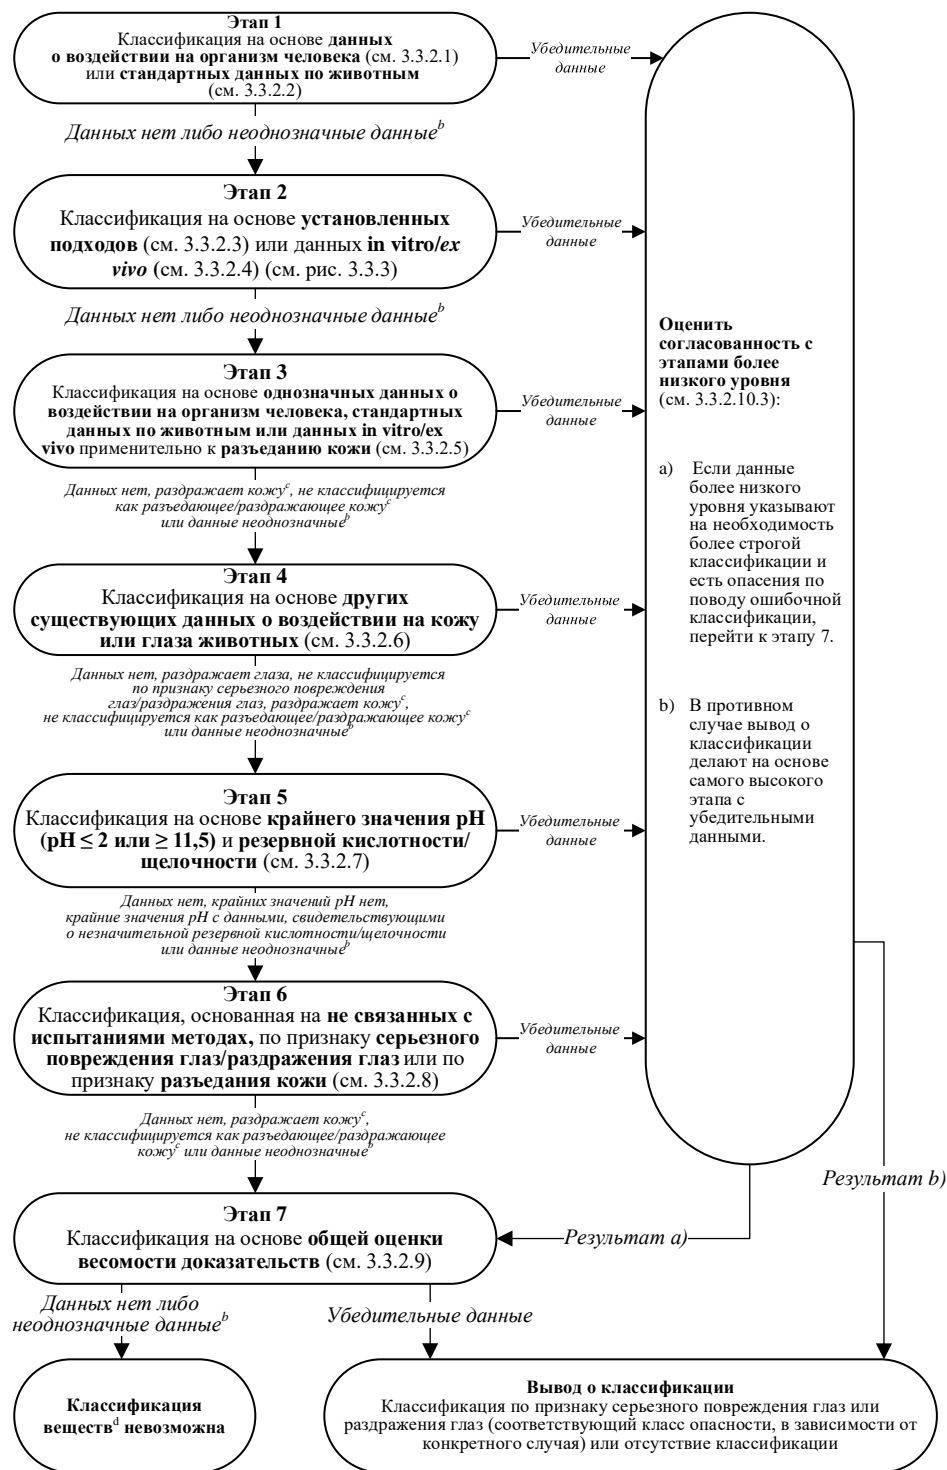 Этап 1
Классификация на основе данных
о воздействии на организм человека (см. 3.3.2.1)
или стандартных данных по животным
(см. 3.3.2.2)
Убедительные
данные
Данных нет либо неоднозначные данные^b
Этап 2
Классификация на основе установленных
подходов (см. 3.3.2.3) или данных in vitro/ex
vivo (см. 3.3.2.4) (см. рис. 3.3.3)
Убедительные
данные
Данных нет либо неоднозначные данные^b
Этап 3
Классификация на основе однозначных данных о
воздействии на организм человека, стандартных
данных по животным или данных in vitro/ex
vivo применительно к разъеданию кожи (см. 3.3.2.5)
Убедительные
данные
Данных нет, раздражает кожу^c, не классифицируется
как разъедающее/раздражающее кожу^c
или данные неоднозначные^b
Этап 4
Классификация на основе других
существующих данных о воздействии на кожу
или глаза животных (см. 3.3.2.6)
Убедительные
данные
Данных нет, раздражает глаза, не классифицируется
по признаку серьезного повреждения
глаз/раздражения глаз, раздражает кожу^c,
не классифицируется как разъедающее/раздражающее кожу^c
или данные неоднозначные^b
Этап 5
Классификация на основе крайнего значения pH
(pH ≤ 2 или ≥ 11,5) и резервной кислотности/
щелочности (см. 3.3.2.7)
Убедительные
данные
Данных нет, крайних значений pH нет,
крайние значения pH с данными, свидетельствующими
о незначительной резервной кислотности/щелочности
или данные неоднозначные^b
Этап 6
Классификация, основанная на не связанных с
испытаниями методах, по признаку серьезного
повреждения глаз/раздражения глаз или по
признаку разъедания кожи (см. 3.3.2.8)
Убедительные
данные
Данных нет, раздражает кожу^c,
не классифицируется как разъедающее/раздражающее
кожу^c или данные неоднозначные^b
Оценить
согласованность с
этапами более
низкого уровня
(см. 3.3.2.10.3):
a) Если данные
более низкого
уровня указывают
на необходимость
более строгой
классификации и
есть опасения по
поводу ошибочной
классификации,
перейти к этапу 7.
b) В противном
случае вывод о
классификации
делают на основе
самого высокого
этапа с
убедительными
данными.
Результат b)
Результат a)
Этап 7
Классификация на основе общей оценки
весомости доказательств (см. 3.3.2.9)
Данных нет либо
неоднозначные данные^b
Убедительные данные
Классификация
веществ^d невозможна
Вывод о классификации
Классификация по признаку серьезного повреждения глаз или
раздражения глаз (соответствующий класс опасности, в зависимости от
конкретного случая) или отсутствие классификации